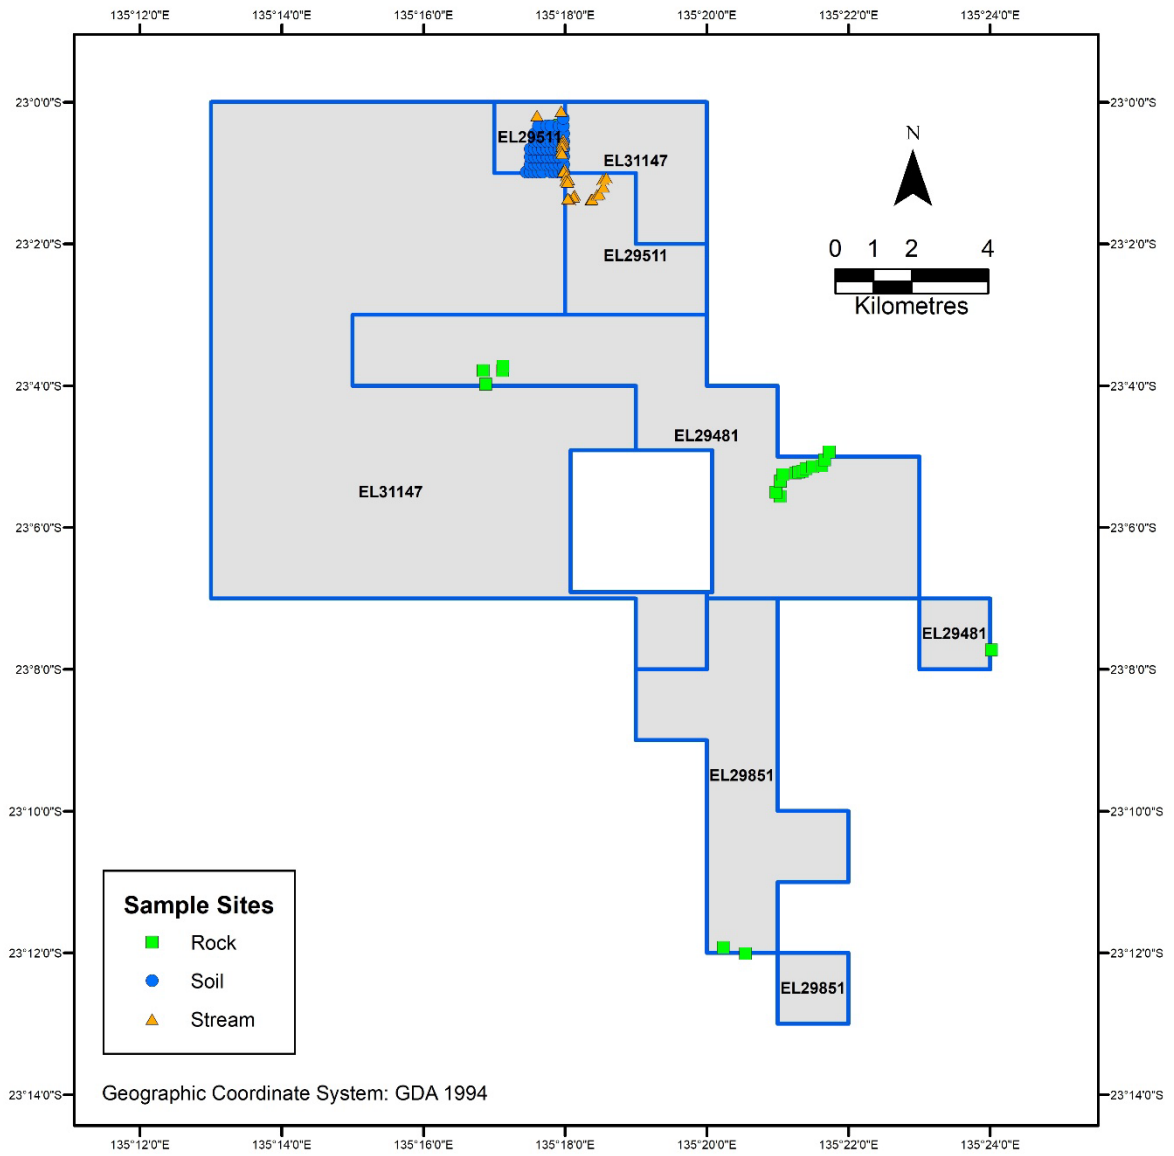 135°12'0"E 135°14'0"E 135°16'0"E 135°18'0"E 135°20'0"E 135°22'0"E 135°24'0"E
23°0'0"S 23°0'0"S
EL29511
N
EL31147
23°2'0"S 23°2'0"S
EL29511
0 1 2 4
Kilometres
23°4'0"S 23°4'0"S
EL29481
EL31147
23°6'0"S 23°6'0"S
EL29481
23°8'0"S 23°8'0"S
EL29851
23°10'0"S 23°10'0"S
Sample Sites
Rock
23°12'0"S 23°12'0"S
Soil
EL29851
Stream
Geographic Coordinate System: GDA 1994
23°14'0"S 23°14'0"S
135°12'0"E 135°14'0"E 135°16'0"E 135°18'0"E 135°20'0"E 135°22'0"E 135°24'0"E